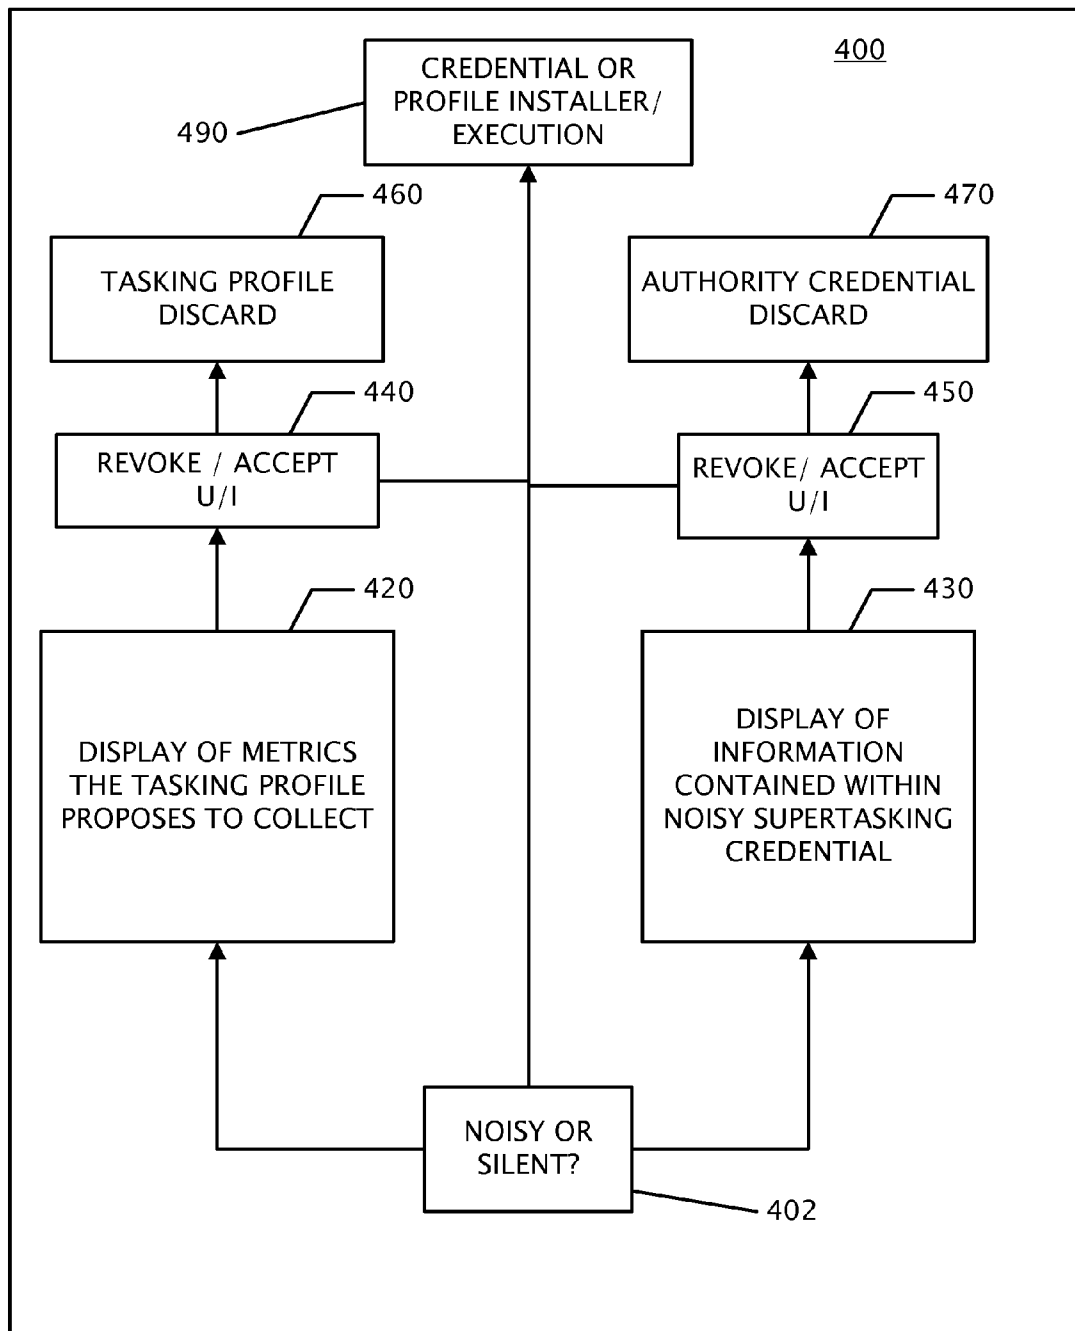 400
CREDENTIAL OR
PROFILE INSTALLER/
EXECUTION
490
460
470
TASKING PROFILE
DISCARD
AUTHORITY CREDENTIAL
DISCARD
440
450
REVOKE / ACCEPT
U/I
REVOKE/ ACCEPT
U/I
420
430
DISPLAY OF METRICS
THE TASKING PROFILE
PROPOSES TO COLLECT
DISPLAY OF
INFORMATION
CONTAINED WITHIN
NOISY SUPERTASKING
CREDENTIAL
NOISY OR
SILENT?
402